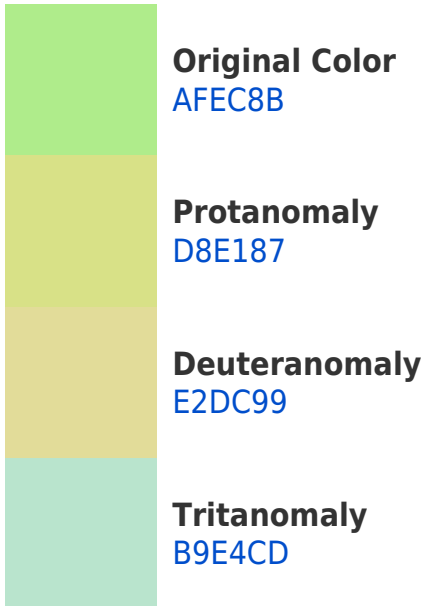 Original Color
AFEC8B
Protanomaly
D8E187
Deuteranomaly
E2DC99
Tritanomaly
B9E4CD